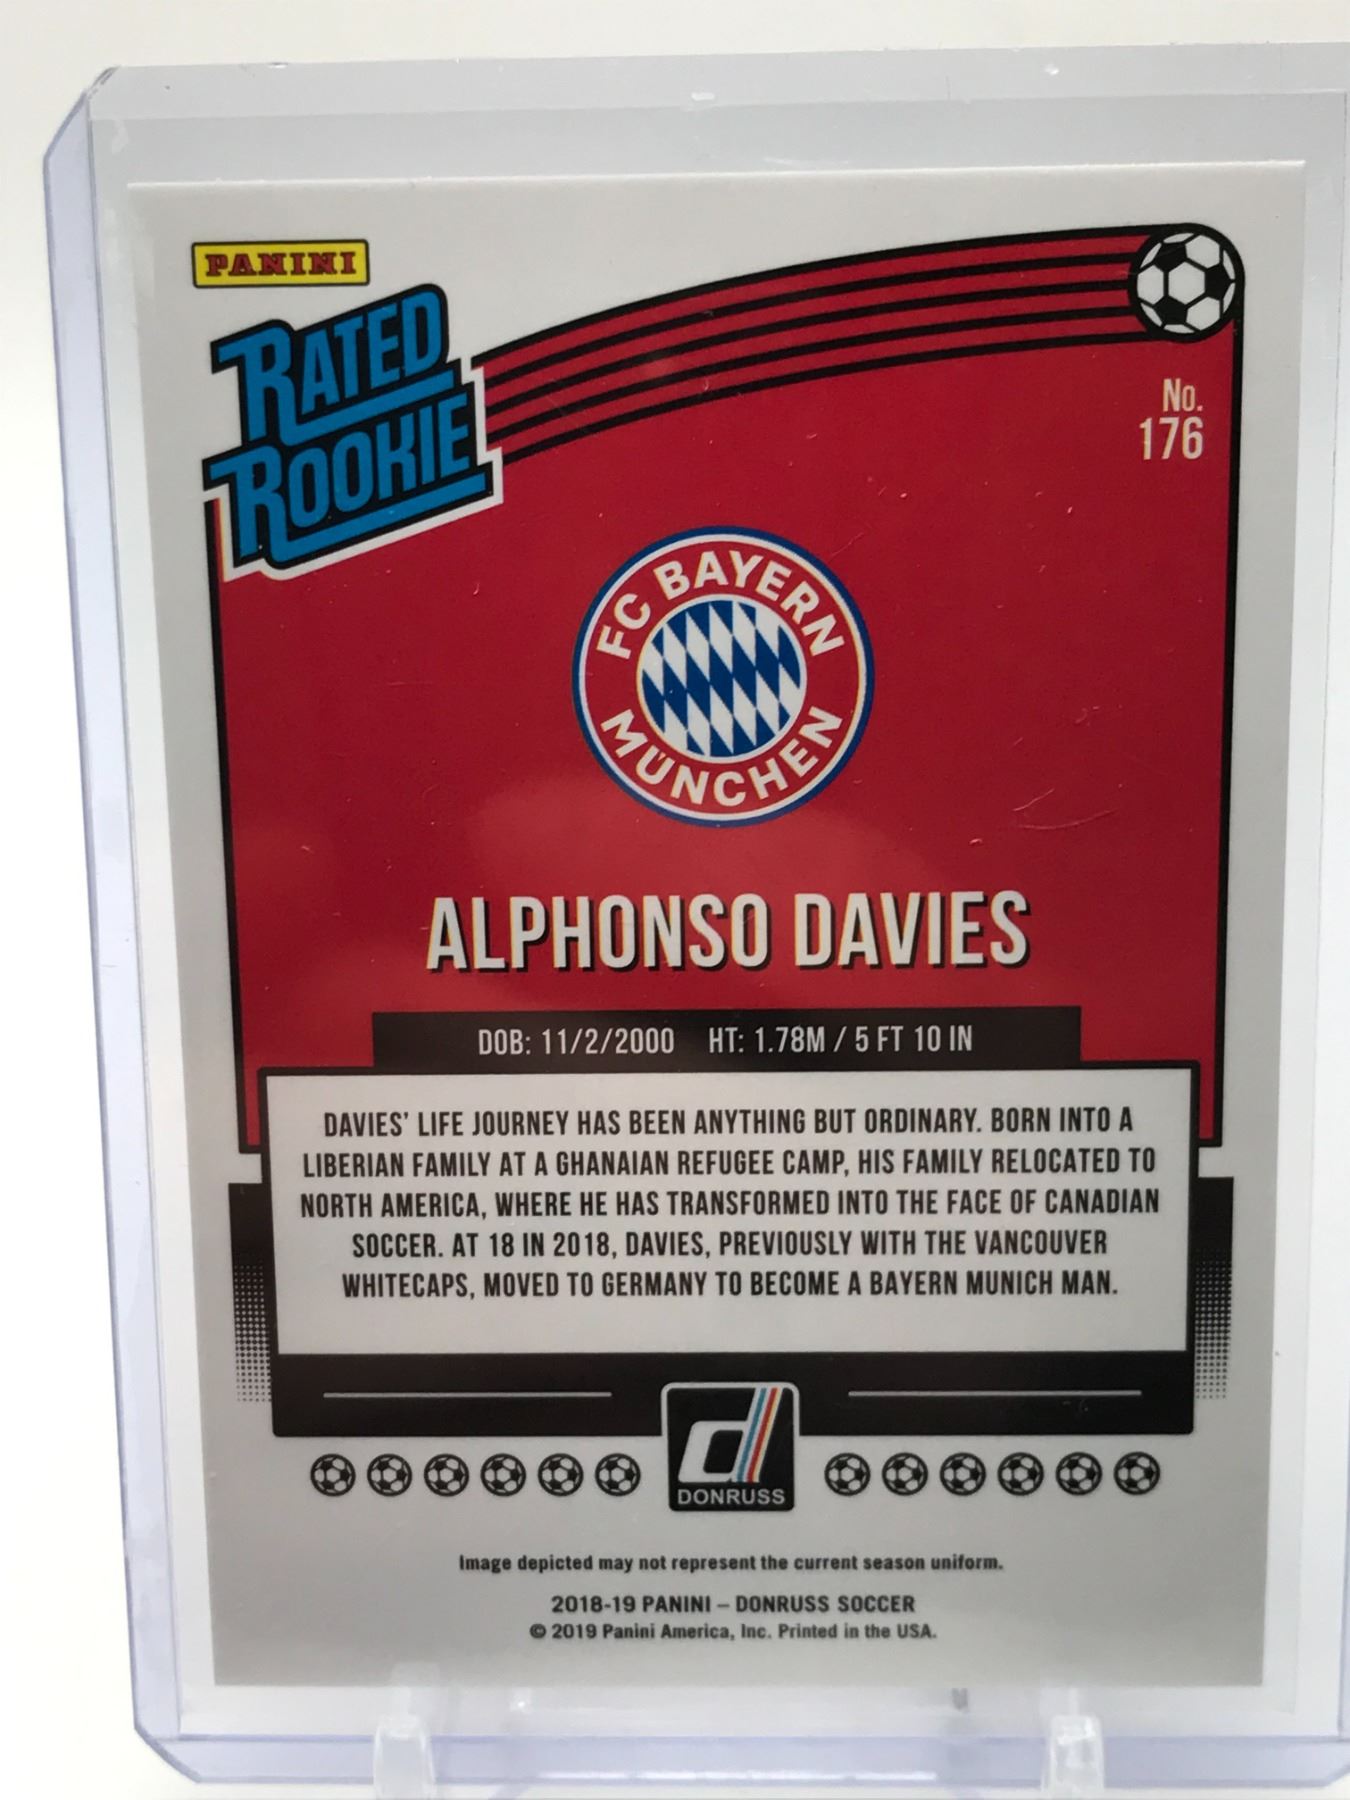 PANINI
RATED
ROOKIE
No.
176
FC BAYERN
MÜNCHEN
ALPHONSO DAVIES
DOB: 11/2/2000 HT: 1.78M / 5 FT 10 IN
DAVIES' LIFE JOURNEY HAS BEEN ANYTHING BUT ORDINARY. BORN INTO A
LIBERIAN FAMILY AT A GHANAIAN REFUGEE CAMP, HIS FAMILY RELOCATED TO
NORTH AMERICA, WHERE HE HAS TRANSFORMED INTO THE FACE OF CANADIAN
SOCCER. AT 18 IN 2018, DAVIES, PREVIOUSLY WITH THE VANCOUVER
WHITECAPS, MOVED TO GERMANY TO BECOME A BAYERN MUNICH MAN.
d
DONRUSS
Image depicted may not represent the current season uniform.
2018-19 PANINI – DONRUSS SOCCER
© 2019 Panini America, Inc. Printed in the USA.